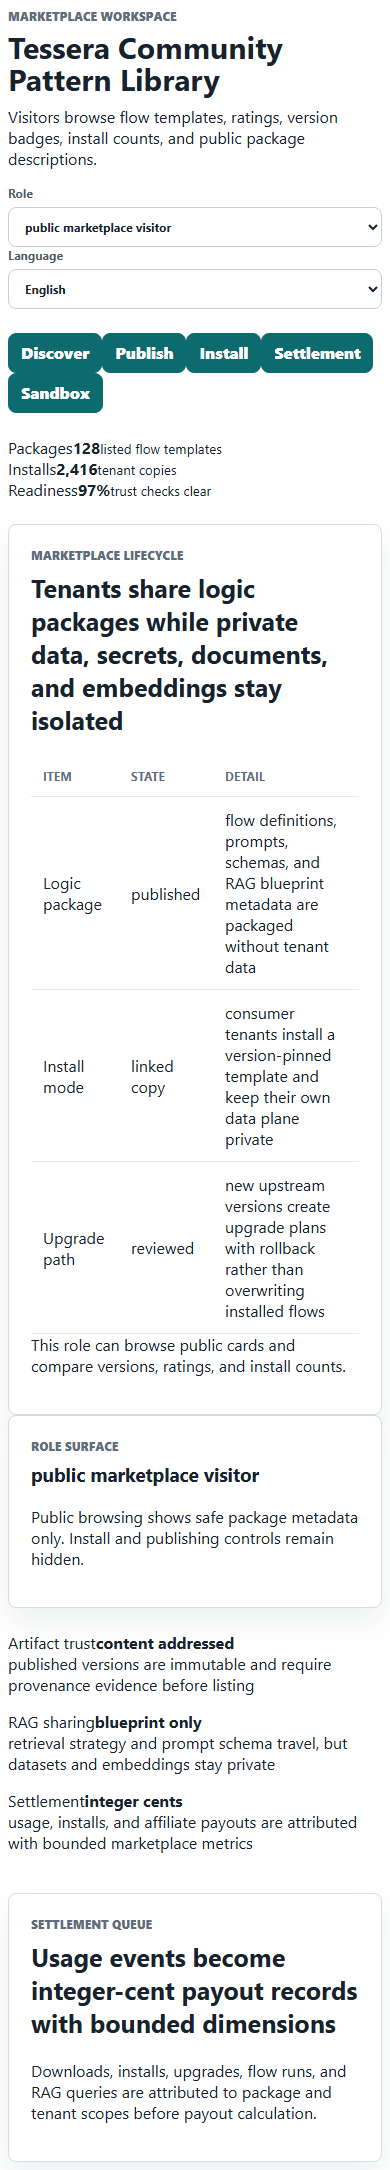 MARKETPLACE WORKSPACE
Tessera Community
Pattern Library
Visitors browse flow templates, ratings, version
badges, install counts, and public package
descriptions.
Role
public marketplace visitor
Language
English
Discover Publish Install Settlement
Sandbox
Packages128listed flow templates
Installs2,416tenant copies
Readiness97%trust checks clear
MARKETPLACE LIFECYCLE
Tenants share logic
packages while private
data, secrets, documents,
and embeddings stay
isolated
ITEM STATE DETAIL
flow definitions,
prompts,
schemas, and
Logic package published RAG blueprint
metadata are
packaged
without tenant
data
consumer
tenants install a
Install mode linked copy version-pinned
template and
keep their own
data plane
private
new upstream
versions create
upgrade plans
Upgrade path reviewed with rollback
rather than
overwriting
installed flows
This role can browse public cards and
compare versions, ratings, and install counts.
ROLE SURFACE
public marketplace visitor
Public browsing shows safe package metadata
only. Install and publishing controls remain
hidden.
Artifact trustcontent addressed
published versions are immutable and require
provenance evidence before listing
RAG sharingblueprint only
retrieval strategy and prompt schema travel, but
datasets and embeddings stay private
Settlementinteger cents
usage, installs, and affiliate payouts are attributed
with bounded marketplace metrics
SETTLEMENT QUEUE
Usage events become
integer-cent payout records
with bounded dimensions
Downloads, installs, upgrades, flow runs, and
RAG queries are attributed to package and
tenant scopes before payout calculation.